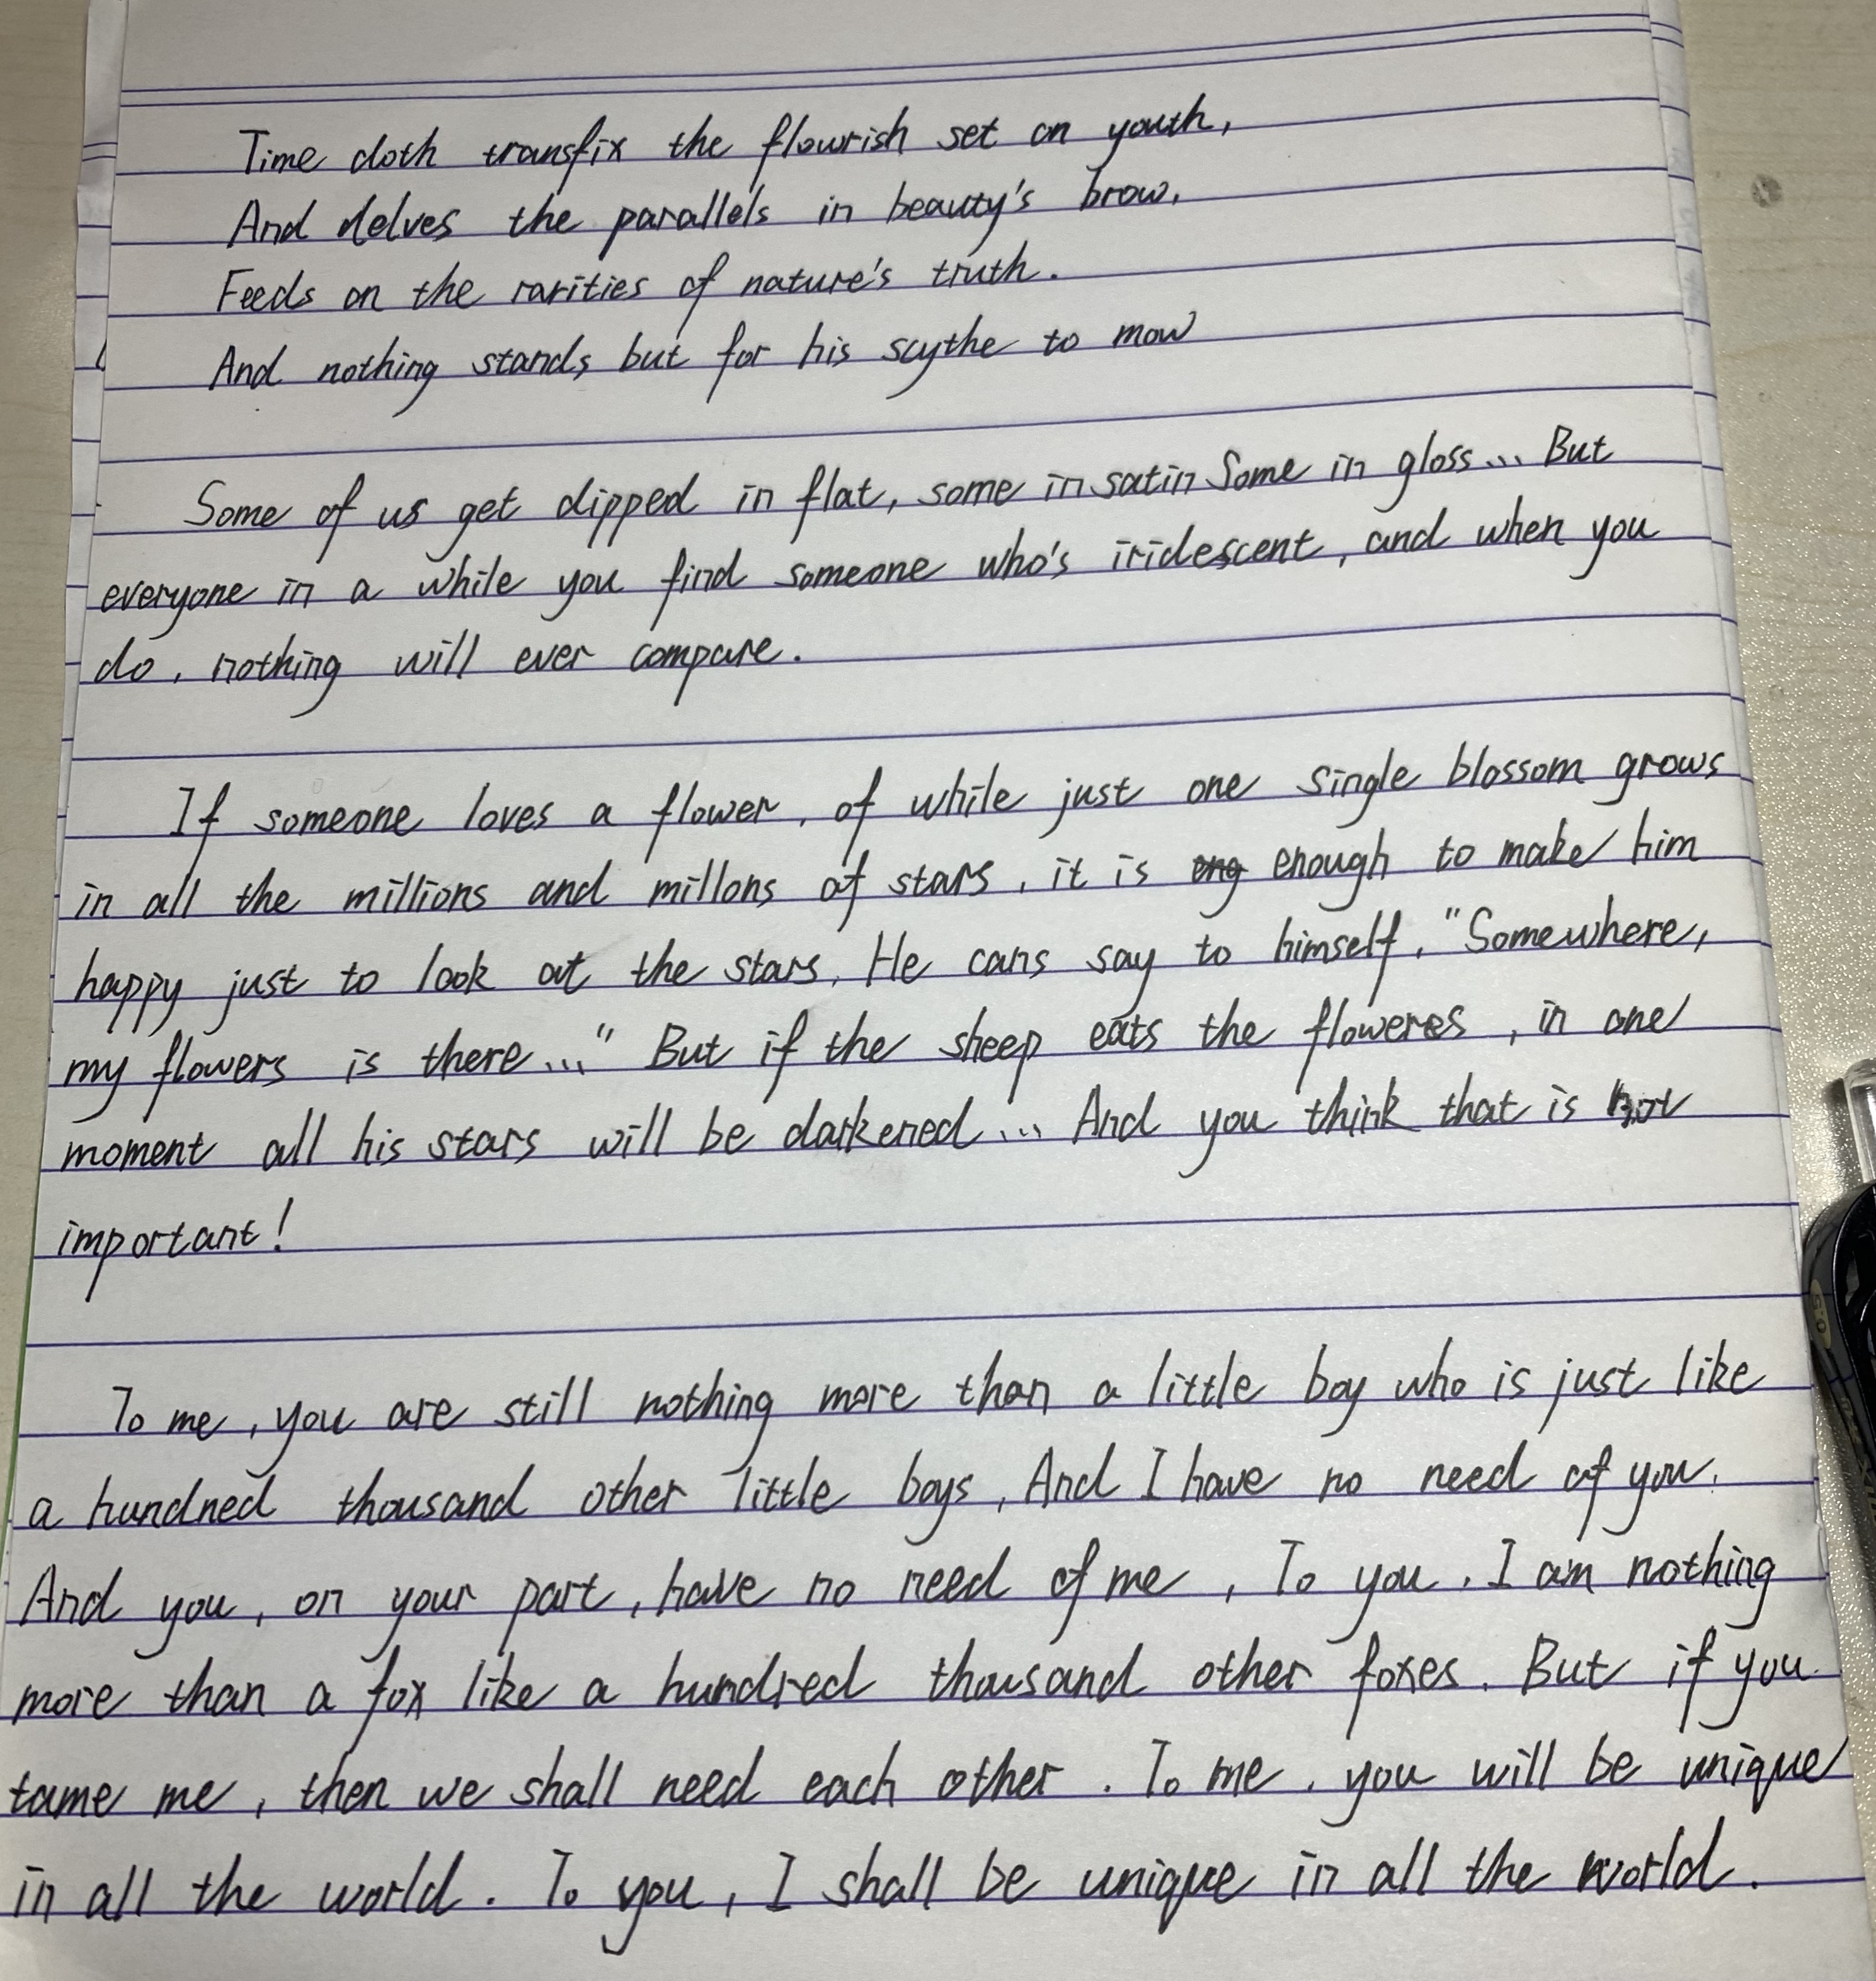 Time doth transfix the flourish set on youth,
And delves the parallels in beauty's brow,
Feeds on the rarities of nature's truth.
And nothing stands but for his scythe to mow
Some of us get dipped in flat, some in satin Some in gloss... But
everyone in a while you find someone who's iridescent, and when you
do, nothing will ever compare.
If someone loves a flower, of while just one single blossom grows
in all the millions and millons of stars, it is enough to make him
happy just to look at the stars. He cans say to himself. "Somewhere,
my flowers is there..." But if the sheep eats the floweres, in one
moment all his stars will be darkened... And you think that is not
important!
To me, you are still nothing more than a little boy who is just like
a hundned thousand other little boys, And I have no need of you.
And you, on your part, have no need of me, To you. I am nothing
more than a fox like a hundred thousand other foxes. But if you
tame me, then we shall need each other. To me, you will be unique
in all the world. To you, I shall be unique in all the world.